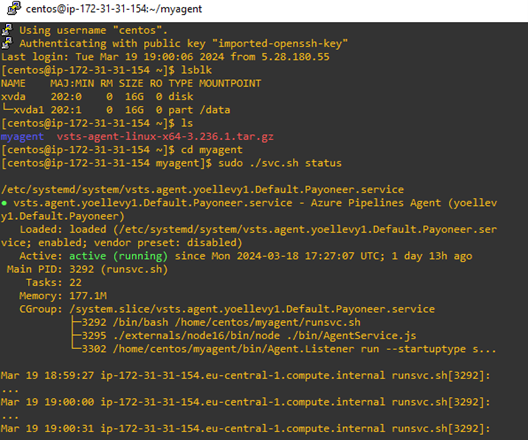 centos@ip-172-31-31-154:~/myagent
Using username "centos".
Authenticating with public key "imported-openssh-key"
Last login: Tue Mar 19 19:00:06 2024 from 5.28.180.55
[centos@ip-172-31-31-154 ~]$ lsblk
NAME    MAJ:MIN RM SIZE RO TYPE MOUNTPOINT
xvda    202:0    0  16G  0 disk
└─xvda1 202:1    0  16G  0 part /data
[centos@ip-172-31-31-154 ~]$ ls
myagent  vsts-agent-linux-x64-3.236.1.tar.gz
[centos@ip-172-31-31-154 ~]$ cd myagent
[centos@ip-172-31-31-154 myagent]$ sudo ./svc.sh status
/etc/systemd/system/vsts.agent.yoellevy1.Default.Payoneer.service
● vsts.agent.yoellevy1.Default.Payoneer.service - Azure Pipelines Agent (yoellev
y1.Default.Payoneer)
Loaded: loaded (/etc/systemd/system/vsts.agent.yoellevy1.Default.Payoneer.ser
vice; enabled; vendor preset: disabled)
Active: active (running) since Mon 2024-03-18 17:27:07 UTC; 1 day 13h ago
Main PID: 3292 (runsvc.sh)
Tasks: 22
Memory: 177.1M
CGroup: /system.slice/vsts.agent.yoellevy1.Default.Payoneer.service
├─3292 /bin/bash /home/centos/myagent/runsvc.sh
├─3295 ./externals/node16/bin/node ./bin/AgentService.js
└─3302 /home/centos/myagent/bin/Agent.Listener run --startuptype s...
Mar 19 18:59:27 ip-172-31-31-154.eu-central-1.compute.internal runsvc.sh[3292]:
...
Mar 19 19:00:00 ip-172-31-31-154.eu-central-1.compute.internal runsvc.sh[3292]:
...
Mar 19 19:00:31 ip-172-31-31-154.eu-central-1.compute.internal runsvc.sh[3292]: